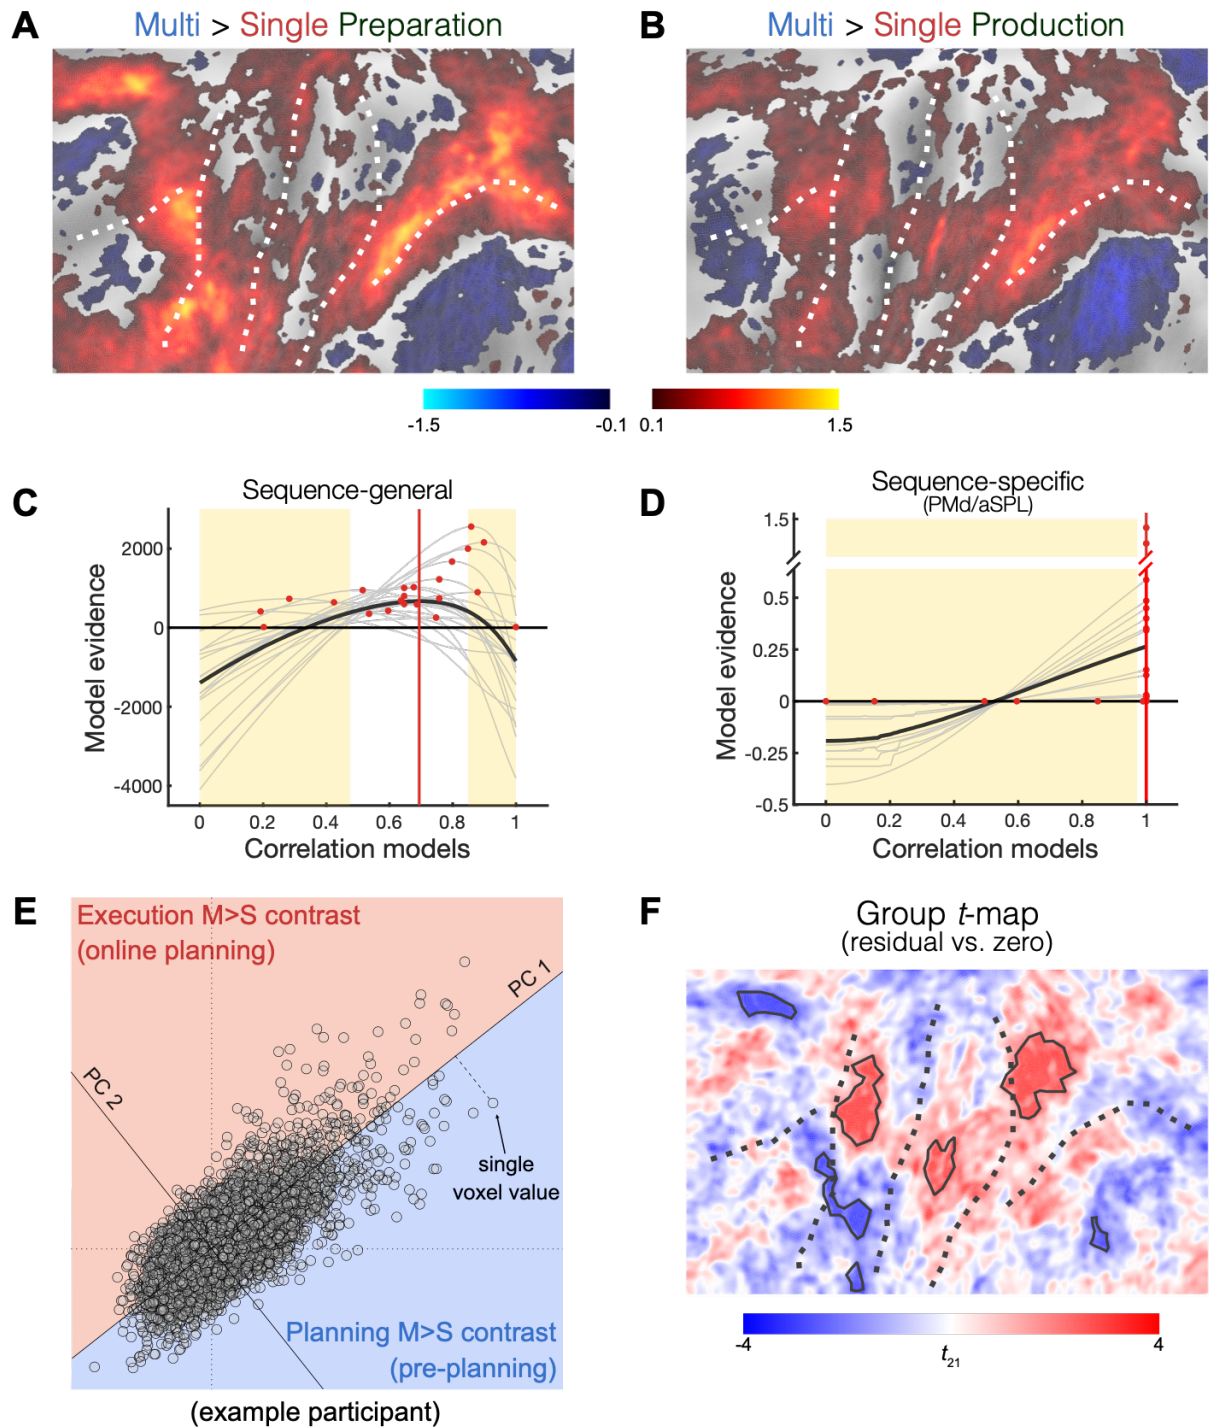 A
Multi > Single Preparation
B
Multi > Single Production
-1.5
-0.1
0.1
1.5
C
Sequence-general
Model evidence
2000
0
-2000
-4000
0
0.2
0.4
0.6
0.8
1
Correlation models
D
Sequence-specific
(PMd/aSPL)
Model evidence
1.5
0.5
0.25
0
-0.25
-0.5
0
0.2
0.4
0.6
0.8
1
Correlation models
E
Execution M>S contrast
(online planning)
PC 1
PC 2
single
voxel value
Planning M>S contrast
(pre-planning)
(example participant)
F
Group t-map
(residual vs. zero)
-4
4
t21